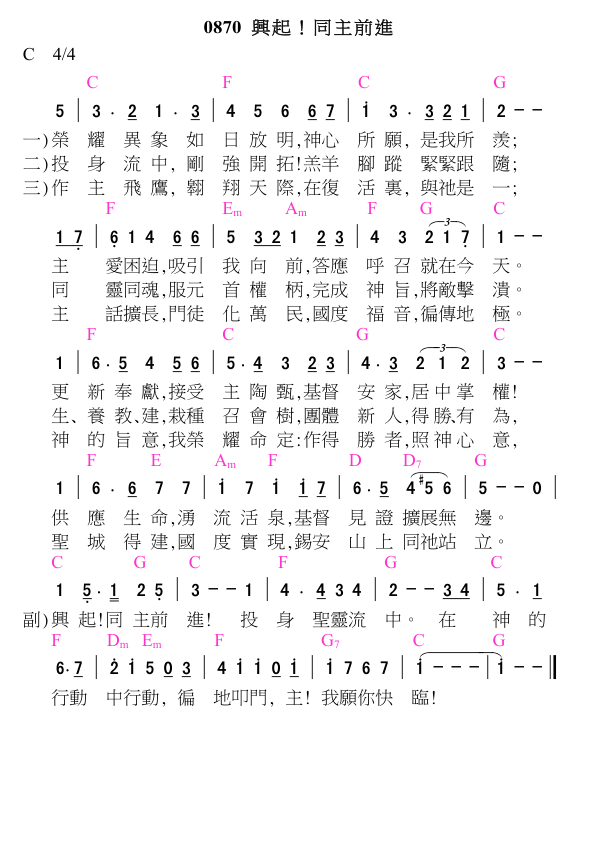 0870 興起！同主前進
C 4/4
C F C G
5 | 3 · 2 1 · 3 | 4 5 6 6 7 | i 3 · 3 2 1 | 2 - -
一)榮 耀 異 象 如 日 放 明,神心 所 願, 是我所 羨;
二)投 身 流 中, 剛 強 開 拓!羔羊 腳 蹤 緊緊跟 隨;
三)作 主 飛 鷹, 翱 翔 天 際,在復 活 裏, 與祂是 一;
F Em Am F G C
1 7 | 6 1 4 6 6 | 5 3 2 1 2 3 | 4 3 2 1 7 | 1 - -
主 愛困迫,吸引 我 向 前,答應 呼 召 就在今 天。
同 靈同魂,服元 首 權 柄,完成 神 旨,將敵擊 潰。
主 話擴長,門徒 化 萬 民,國度 福 音,徧傳地 極。
F C G C
1 | 6 · 5 4 5 6 | 5 · 4 3 2 3 | 4 · 3 2 1 2 | 3 - -
更 新 奉 獻,接受 主 陶 甄,基督 安 家,居中掌 權!
生、養 教、建,栽種 召 會 樹,團體 新 人,得勝、有 為,
神 的 旨 意,我榮 耀 命 定:作得 勝 者,照神心 意,
F E Am F D D7 G
1 | 6 · 6 7 7 | i 7 i i 7 | 6 · 5 4 #5 6 | 5 - - 0 |
供 應 生 命,湧 流 活 泉,基督 見 證 擴展無 邊。
聖 城 得 建,國 度 實 現,錫安 山 上 同祂站 立。
C G C F G C
1 5 · 1 2 5 | 3 - - 1 | 4 · 4 3 4 | 2 - - 3 4 | 5 · 1
副)興 起!同 主前 進! 投 身 聖靈流 中。 在 神 的
F Dm Em F G7 C G
6 · 7 | 2 1 5 0 3 | 4 i i 0 i | i 7 6 7 | i - - - | i - - ‖
行動 中行動, 徧 地叩門, 主! 我願你快 臨!